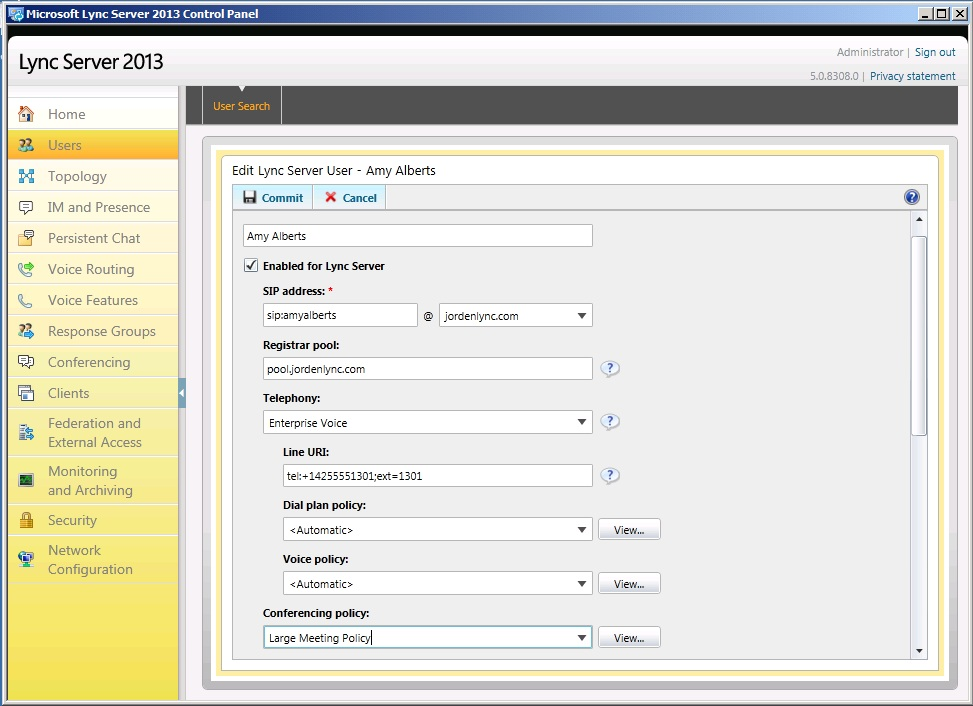 Microsoft Lync Server 2013 Control Panel
Lync Server 2013
Administrator | Sign out
5.0.8308.0 | Privacy statement
Home
Users
Topology
IM and Presence
Persistent Chat
Voice Routing
Voice Features
Response Groups
Conferencing
Clients
Federation and
External Access
Monitoring
and Archiving
Security
Network
Configuration
User Search
Edit Lync Server User - Amy Alberts
Commit Cancel ?
Amy Alberts
Enabled for Lync Server
SIP address: *
sip:amyalberts @ jordenlync.com
Registrar pool:
pool.jordenlync.com ?
Telephony:
Enterprise Voice ?
Line URI:
tel:+14255551301;ext=1301 ?
Dial plan policy:
<Automatic> View...
Voice policy:
<Automatic> View...
Conferencing policy:
Large Meeting Policy View...